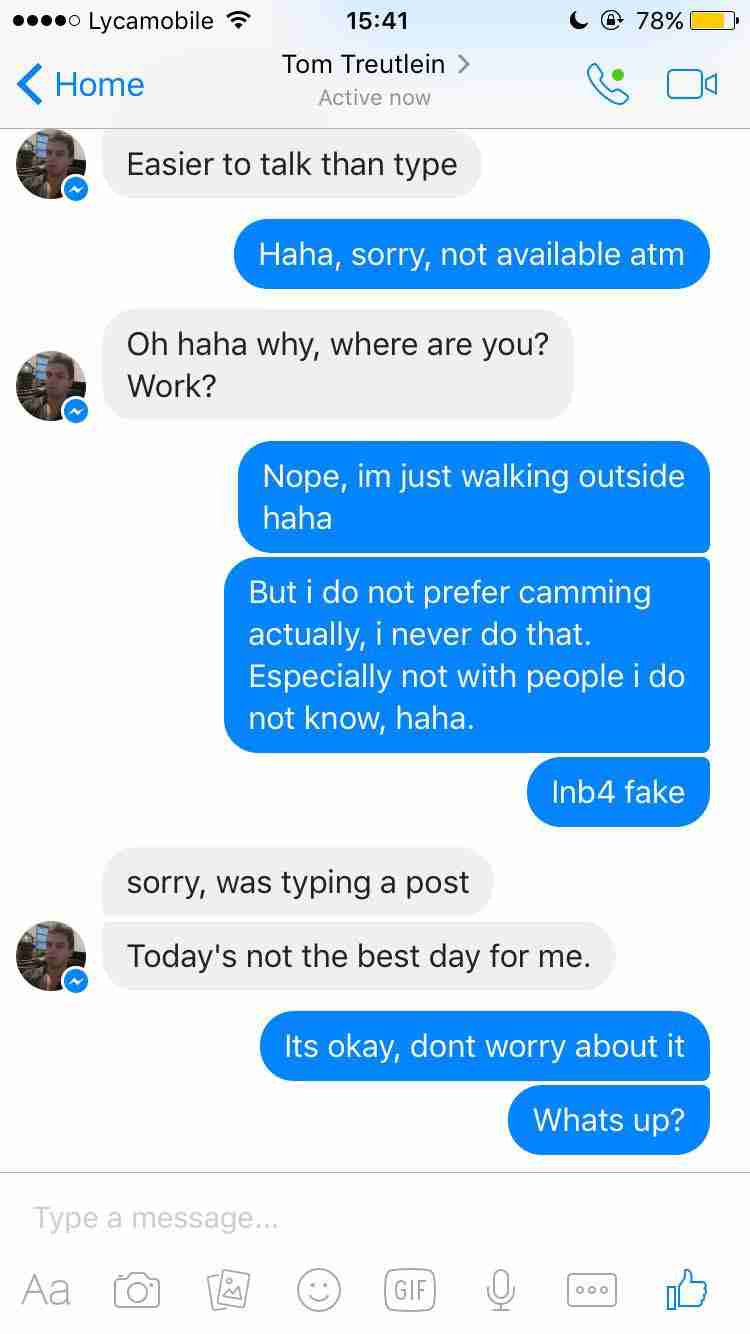 Lycamobile 15:41 78%
Home Tom Treutlein
Active now
Easier to talk than type
Haha, sorry, not available atm
Oh haha why, where are you?
Work?
Nope, im just walking outside
haha
But i do not prefer camming
actually, i never do that.
Especially not with people i do
not know, haha.
Inb4 fake
sorry, was typing a post
Today's not the best day for me.
Its okay, dont worry about it
Whats up?
Type a message...
Aa GIF